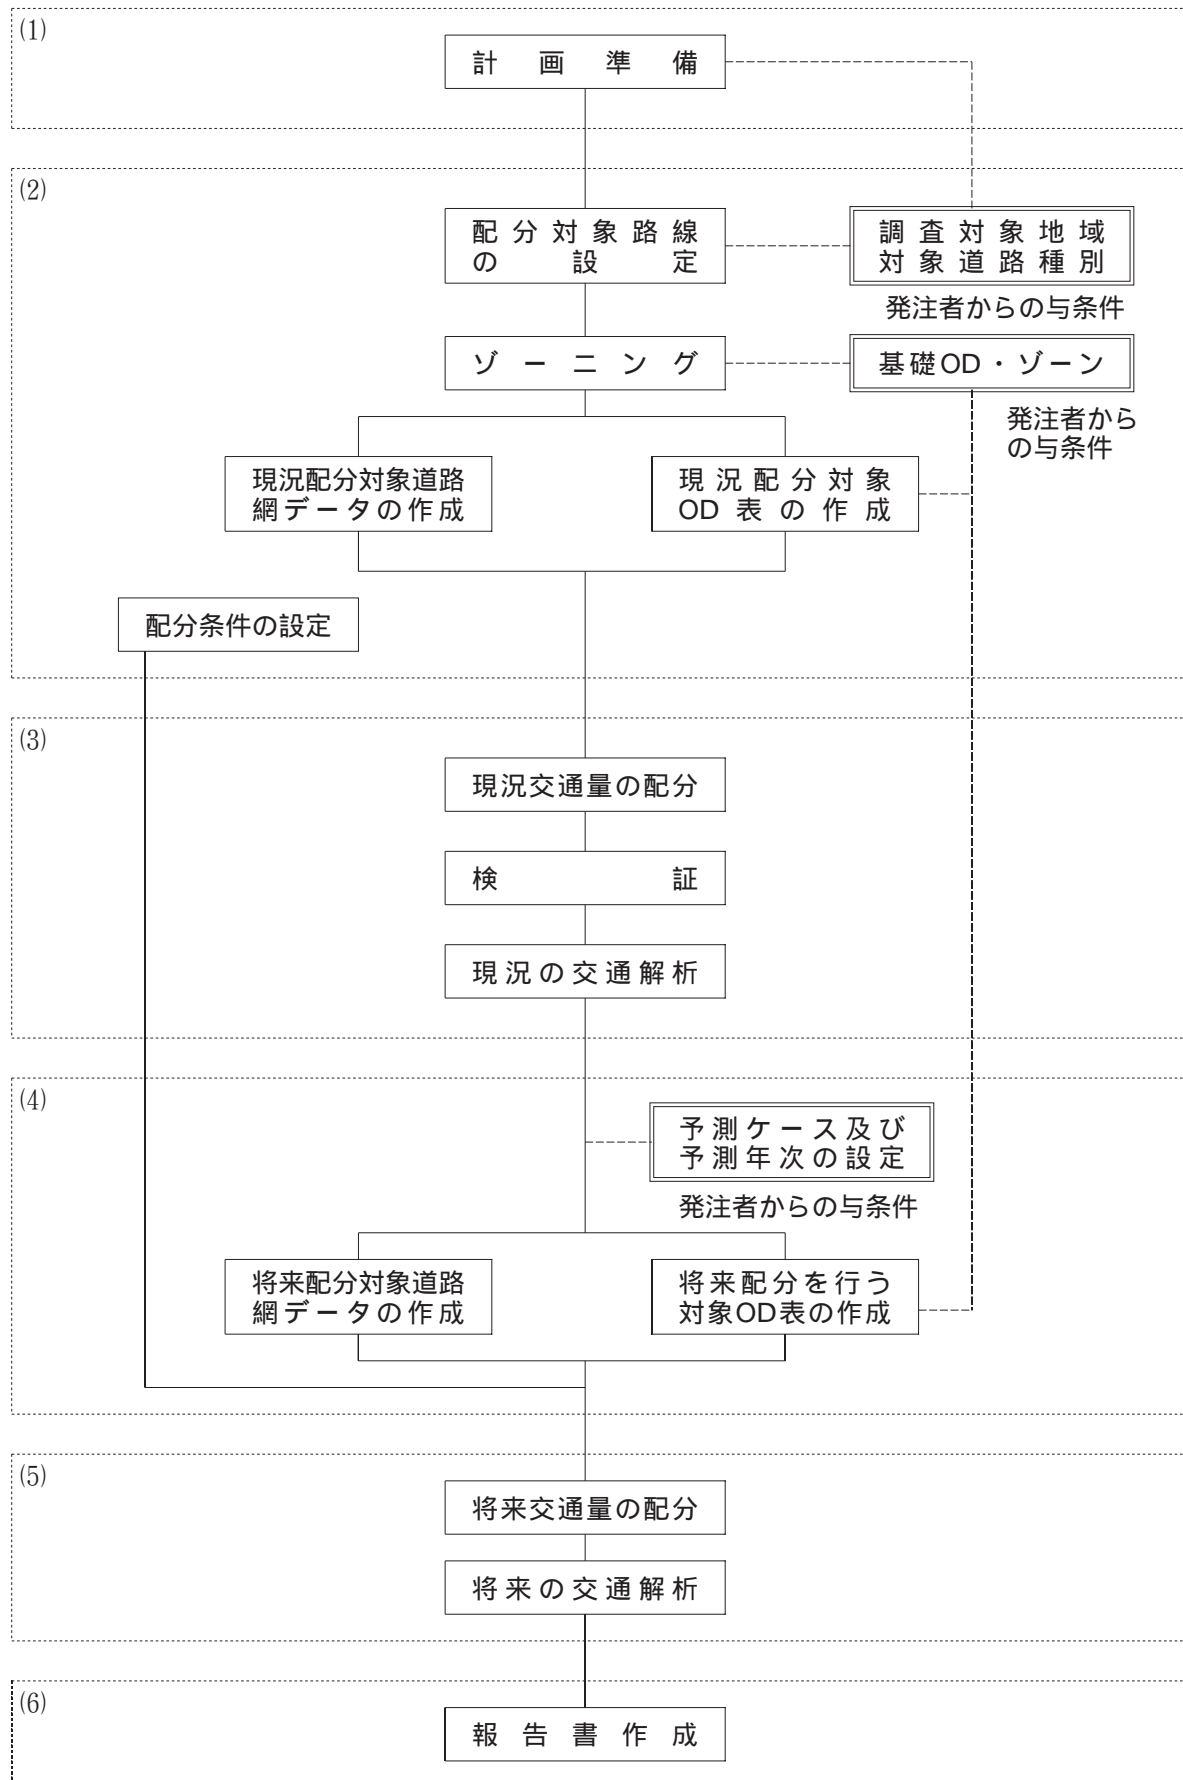 (1)
計画準備
(2)
配分対象路線
の設定
調査対象地域
対象道路種別
発注者からの与条件
ゾーニング
基礎OD・ゾーン
発注者から
の与条件
現況配分対象道路
網データの作成
現況配分対象
OD表の作成
配分条件の設定
(3)
現況交通量の配分
検証
現況の交通解析
(4)
予測ケース及び
予測年次の設定
発注者からの与条件
将来配分対象道路
網データの作成
将来配分を行う
対象OD表の作成
(5)
将来交通量の配分
将来の交通解析
(6)
報告書作成